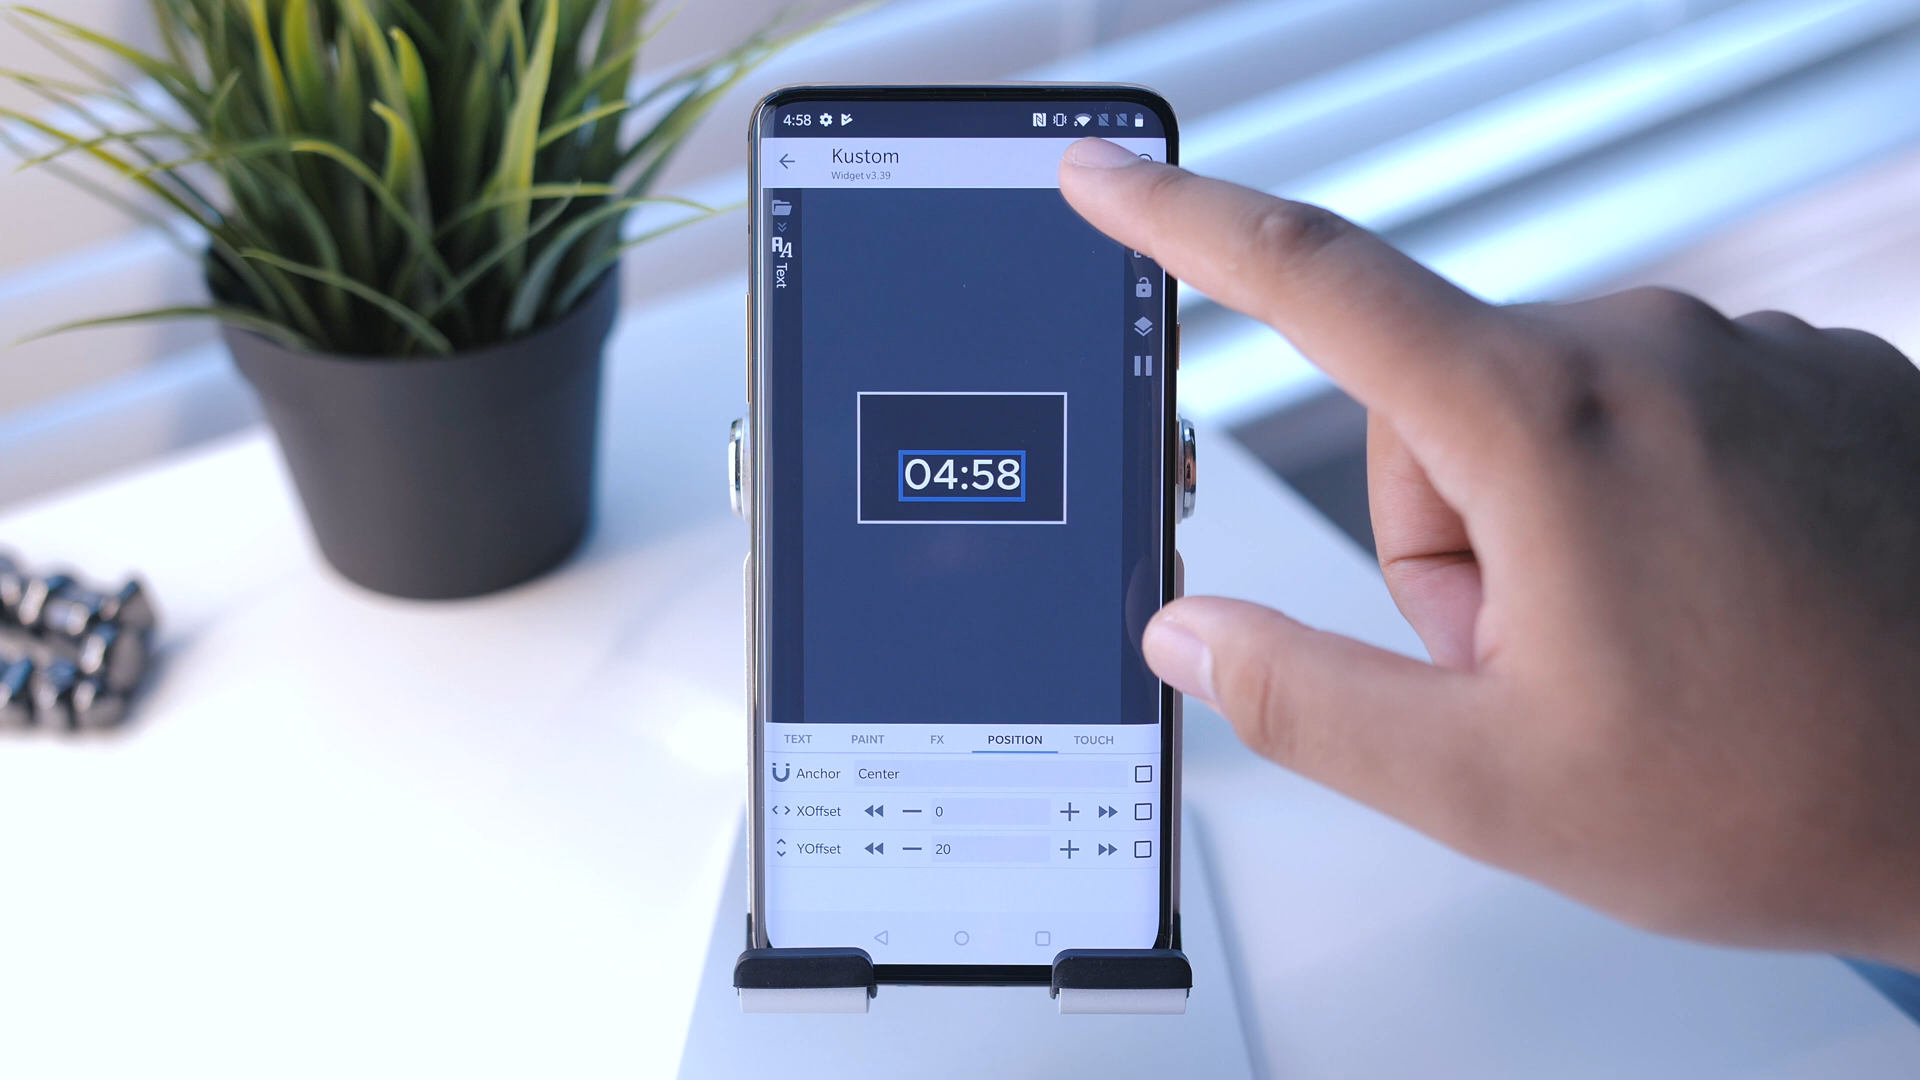 4:58
Kustom
Widget v3.39
Text
04:58
TEXT PAINT FX POSITION TOUCH
Anchor Center
XOffset 0
YOffset 20